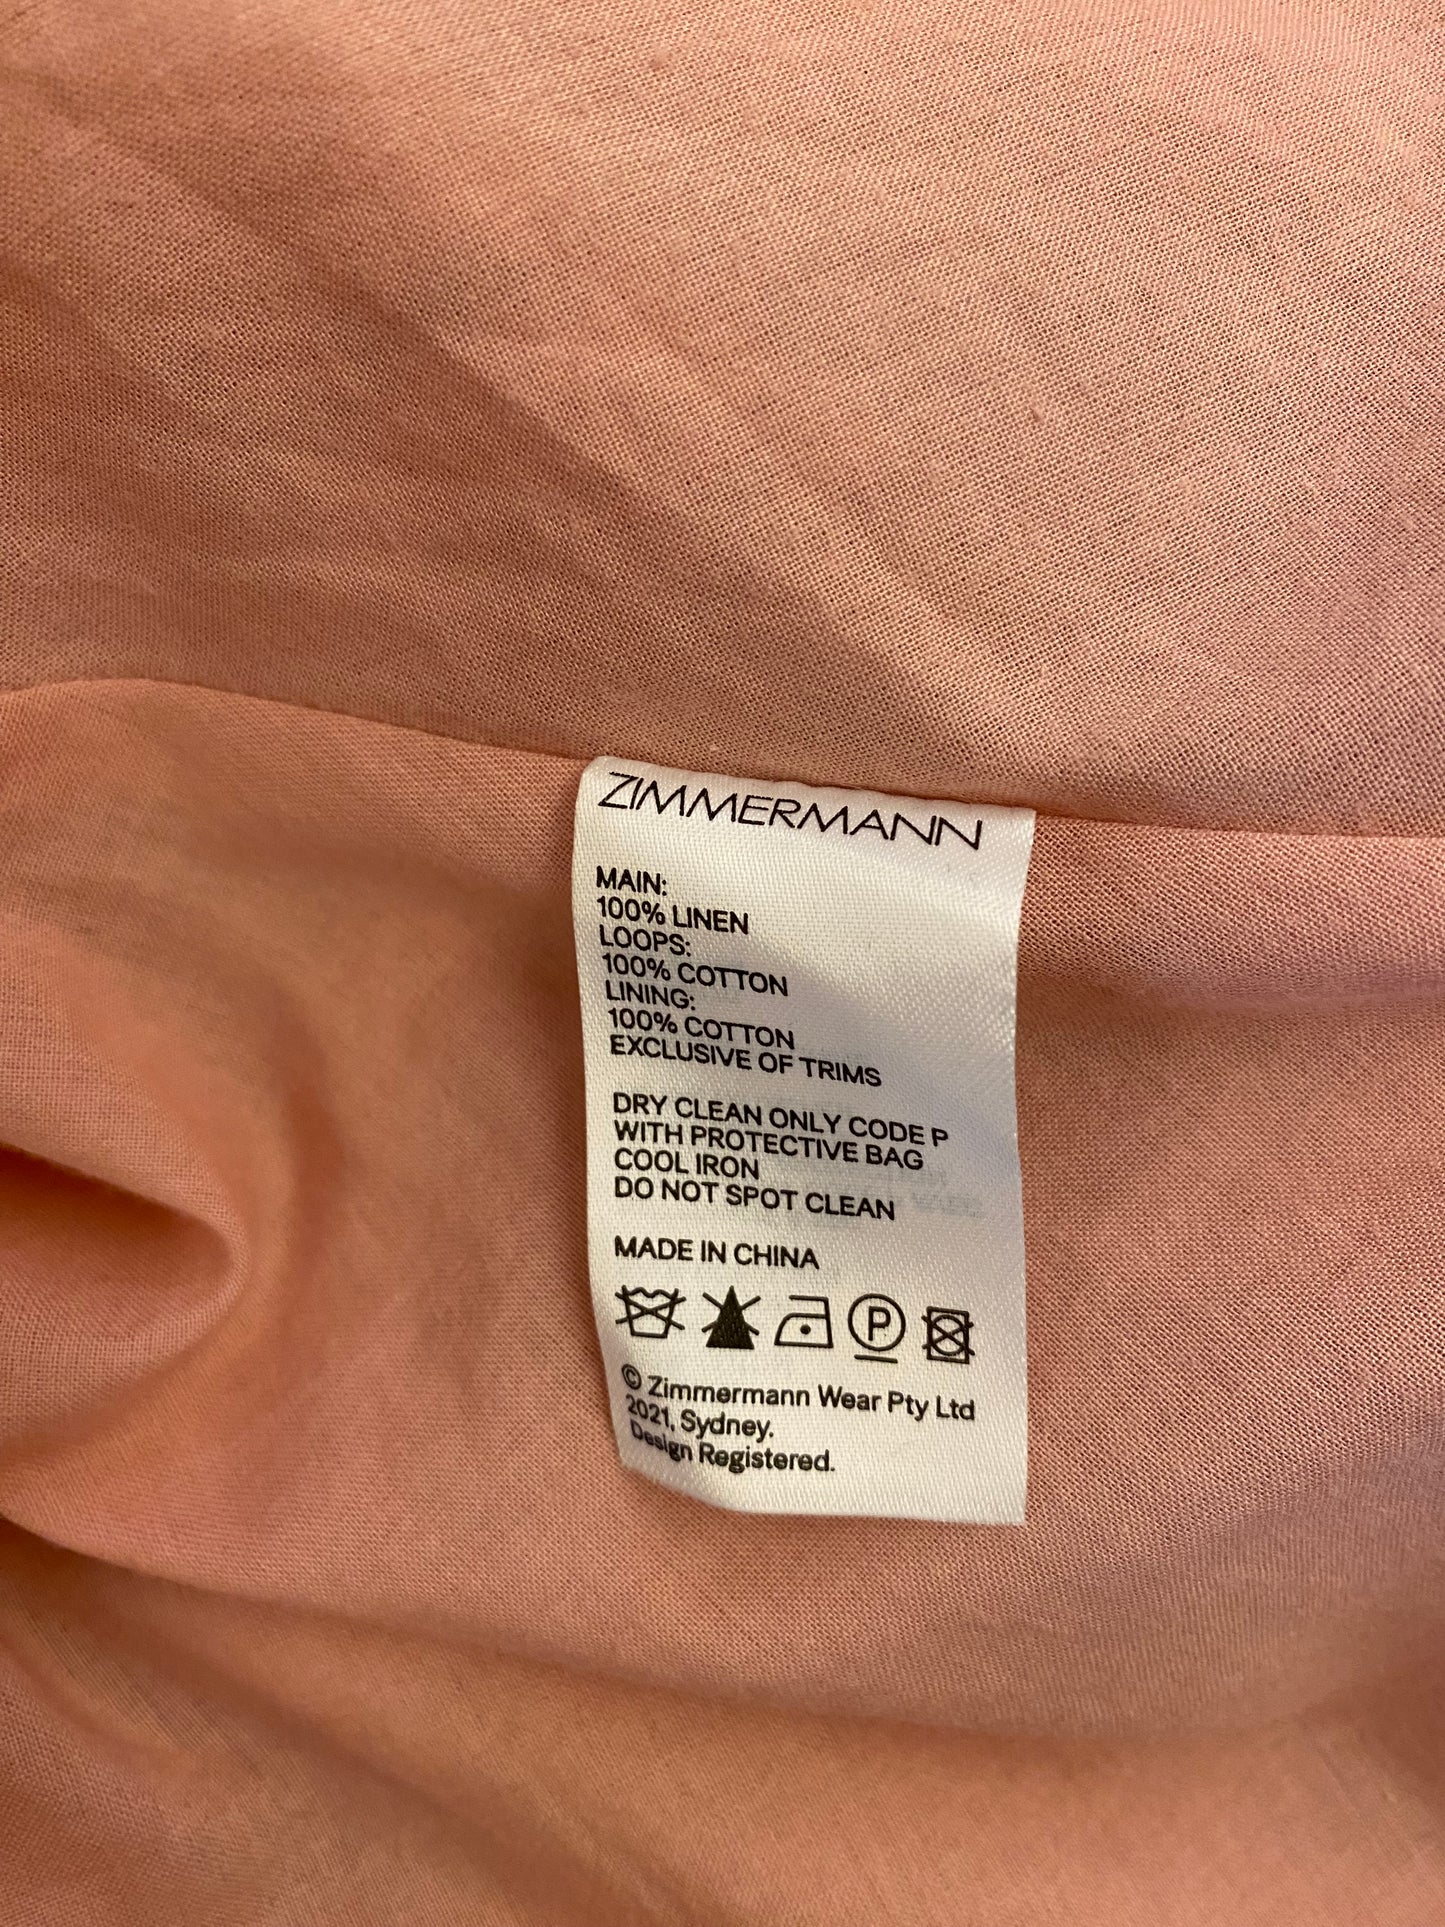 ZIMMERMANN
MAIN:
100% LINEN
LOOPS:
100% COTTON
LINING:
100% COTTON
EXCLUSIVE OF TRIMS
DRY CLEAN ONLY CODE P
WITH PROTECTIVE BAG
COOL IRON
DO NOT SPOT CLEAN
MADE IN CHINA
P
© Zimmermann Wear Pty Ltd
2021, Sydney.
Design Registered.